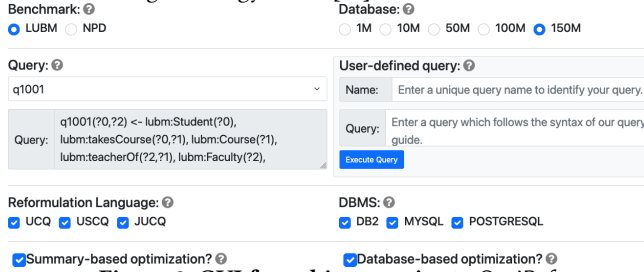 Benchmark:
Database:
LUBM NPD
1M 10M 50M 100M 150M
Query:
User-defined query:
q1001
Name: Enter a unique query name to identify your query.
Query: q1001(?0,?2) <- lubm:Student(?0),
lubm:takesCourse(?0,?1), lubm:Course(?1),
lubm:teacherOf(?2,?1), lubm:Faculty(?2),
Query: Enter a query which follows the syntax of our query
guide.
Execute Query
Reformulation Language:
DBMS:
UCQ USCQ JUCQ
DB2 MYSQL POSTGRESQL
Summary-based optimization?
Database-based optimization?